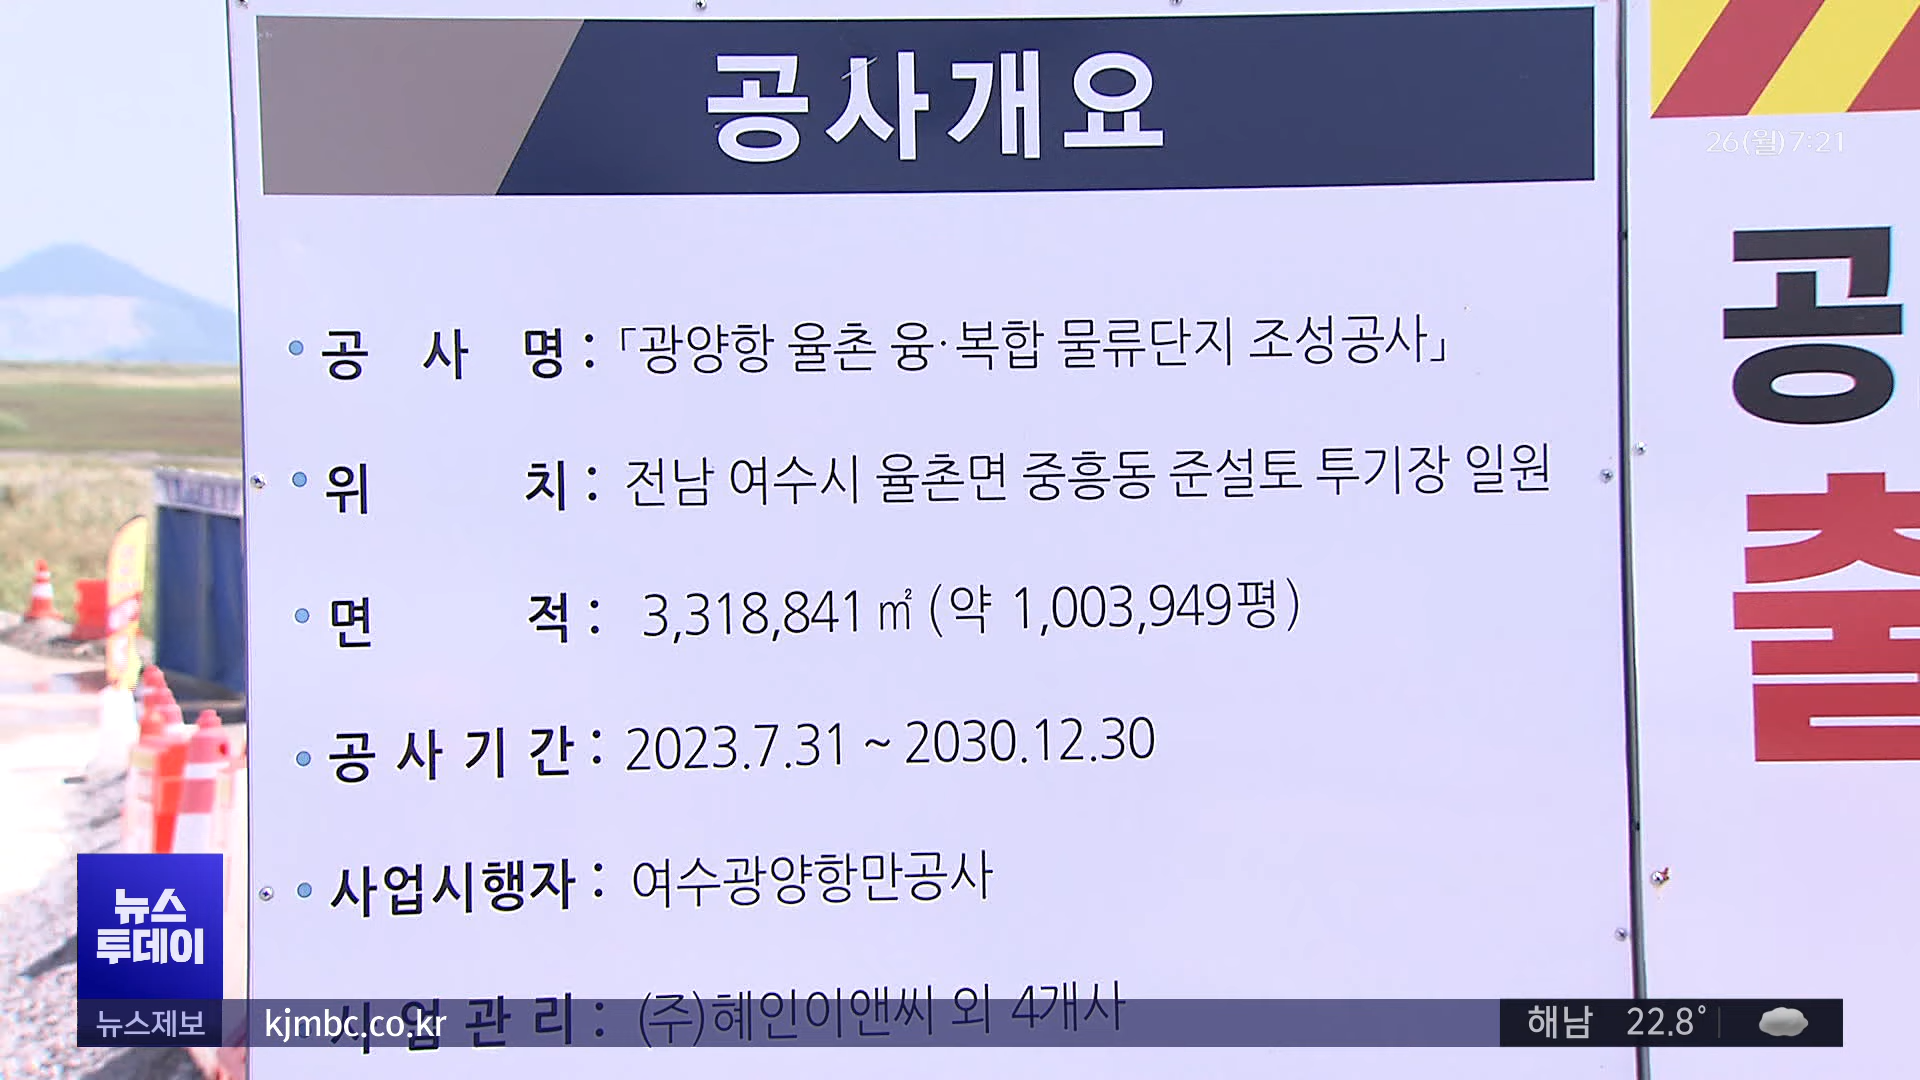 공사개요
26(월)7:21
공
출
• 공 사 명 : 「광양항 율촌 융·복합 물류단지 조성공사」
• 위 치 : 전남 여수시 율촌면 중흥동 준설토 투기장 일원
• 면 적 : 3,318,841㎡ (약 1,003,949평)
• 공 사 기 간 : 2023.7.31 ~ 2030.12.30
• 사업시행자 : 여수광양항만공사
• 사 업 관 리 : (주)혜인이앤씨 외 4개사
뉴스
투데이
뉴스제보 kjmbc.co.kr
해남 22.8°